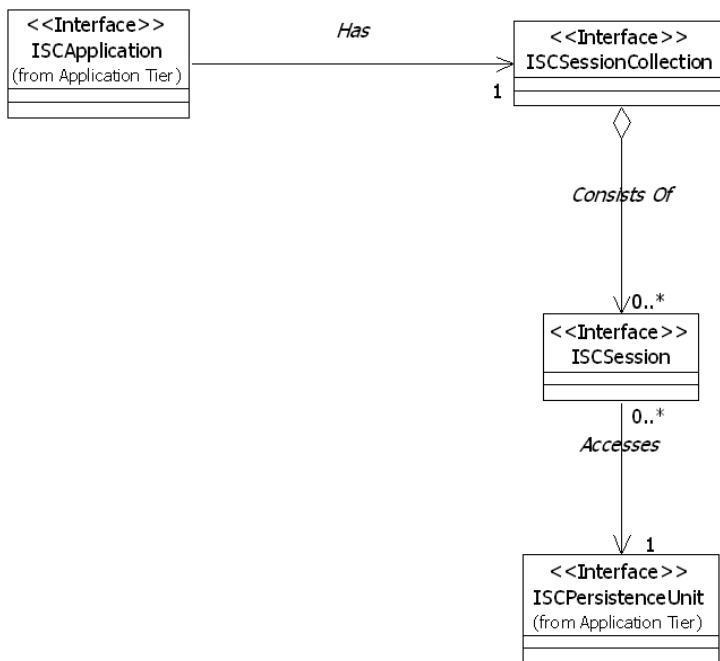 <<Interface>>
ISCApplication
(from Application Tier)
Has
<<Interface>>
ISCSessionCollection
1
Consists Of
0..*
<<Interface>>
ISCSession
0..*
Accesses
1
<<Interface>>
ISCPersistenceUnit
(from Application Tier)